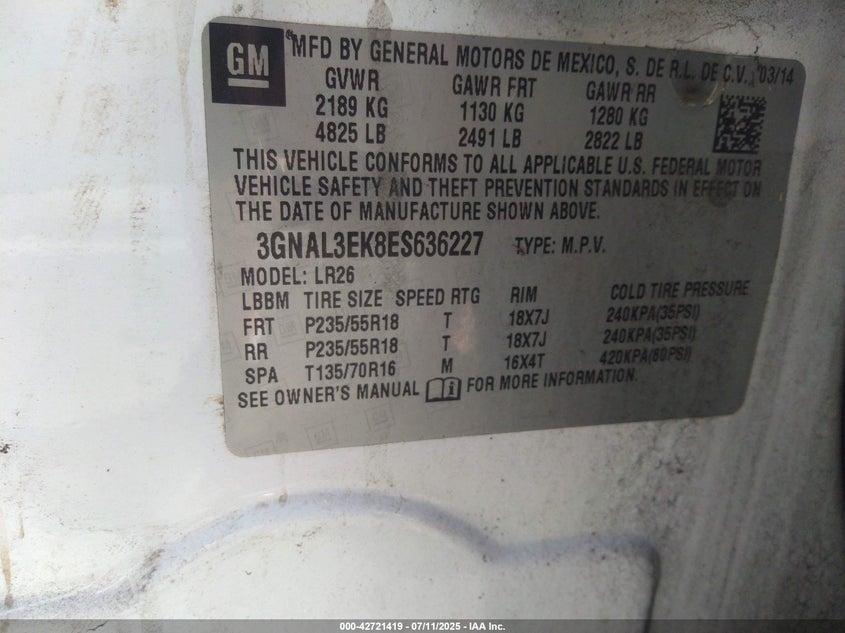 GM
MFD BY GENERAL MOTORS DE MEXICO, S. DE R.L. DE C.V. 03/14
GVWR GAWR FRT GAWR RR
2189 KG 1130 KG 1280 KG
4825 LB 2491 LB 2822 LB
THIS VEHICLE CONFORMS TO ALL APPLICABLE U.S. FEDERAL MOTOR
VEHICLE SAFETY AND THEFT PREVENTION STANDARDS IN EFFECT ON
THE DATE OF MANUFACTURE SHOWN ABOVE.
3GNAL3EK8ES636227 TYPE: M.P.V.
MODEL: LR26
LBBM TIRE SIZE SPEED RTG RIM COLD TIRE PRESSURE
FRT P235/55R18 T 18X7J 240KPA(35PSI)
RR P235/55R18 T 18X7J 240KPA(35PSI)
SPA T135/70R16 M 16X4T 420KPA(60PSI)
SEE OWNER'S MANUAL FOR MORE INFORMATION.
000-42721419 - 07/11/2025 - IAA Inc.